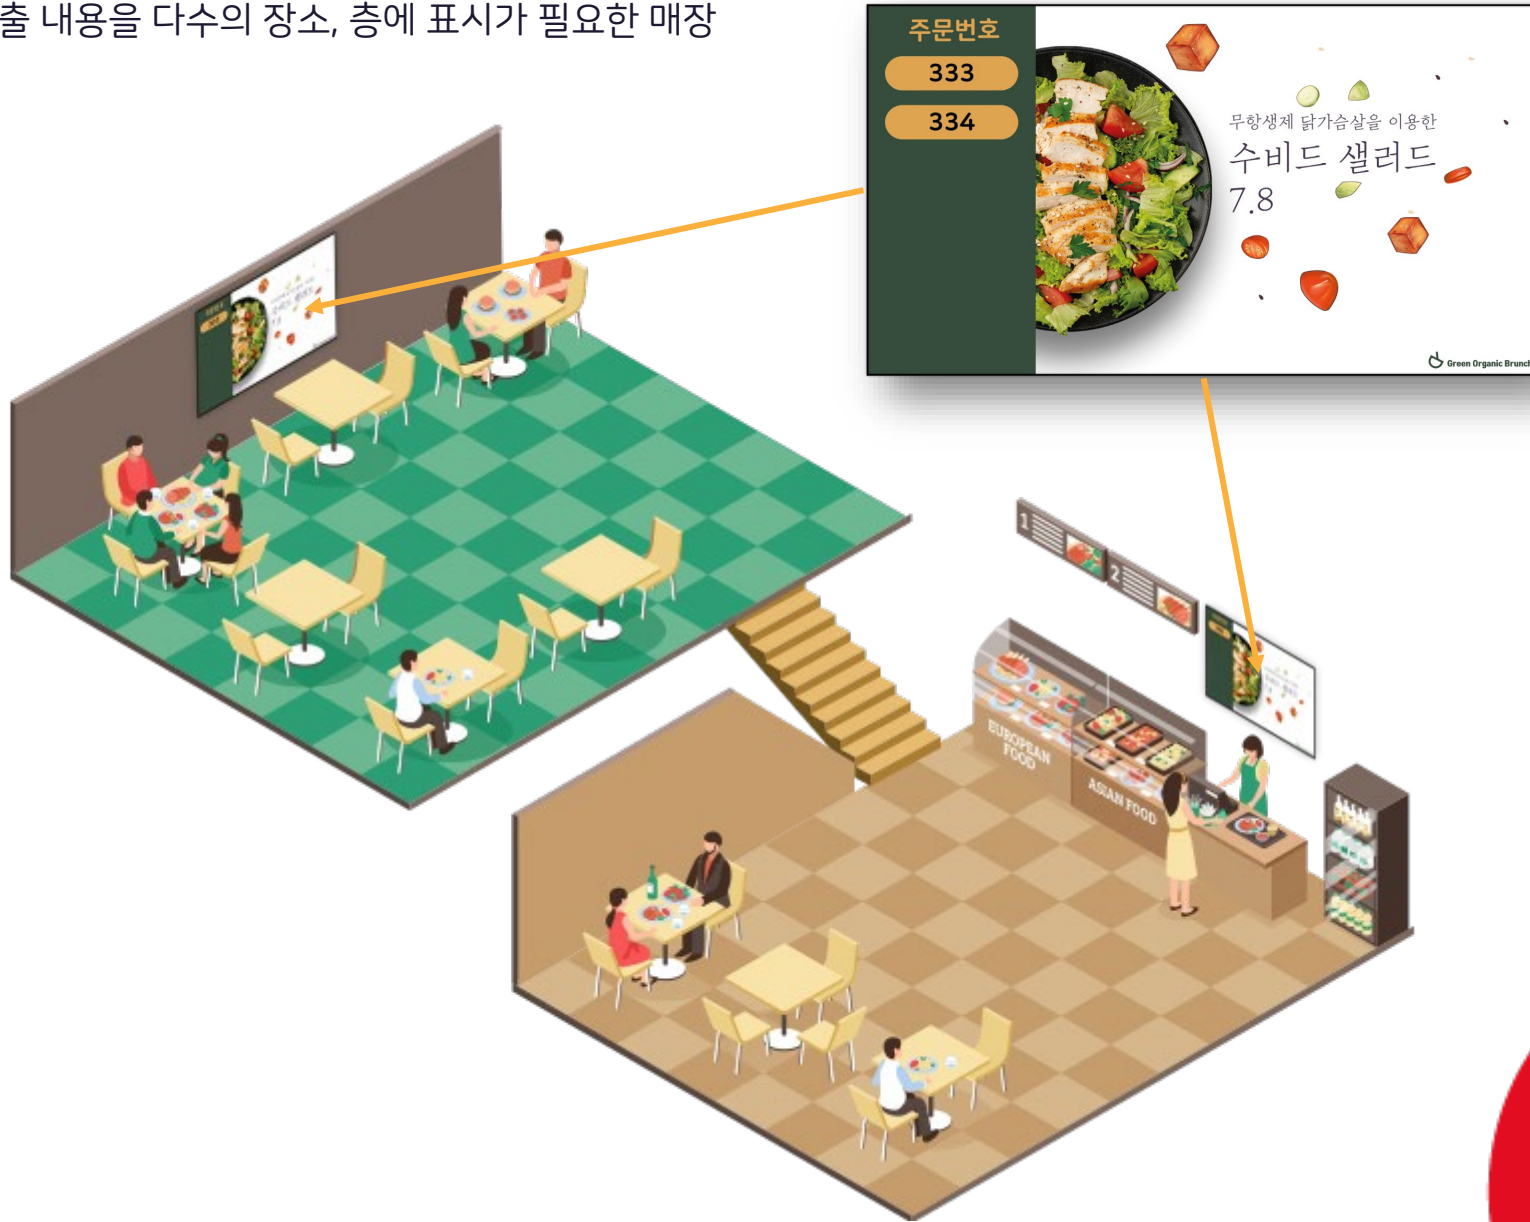 출 내용을 다수의 장소, 층에 표시가 필요한 매장
주문번호
333
334
무항생제 닭가슴살을 이용한
수비드 샐러드
7.8
Green Organic Brunch
1
2
EUROPEAN
FOOD
ASIAN FOOD